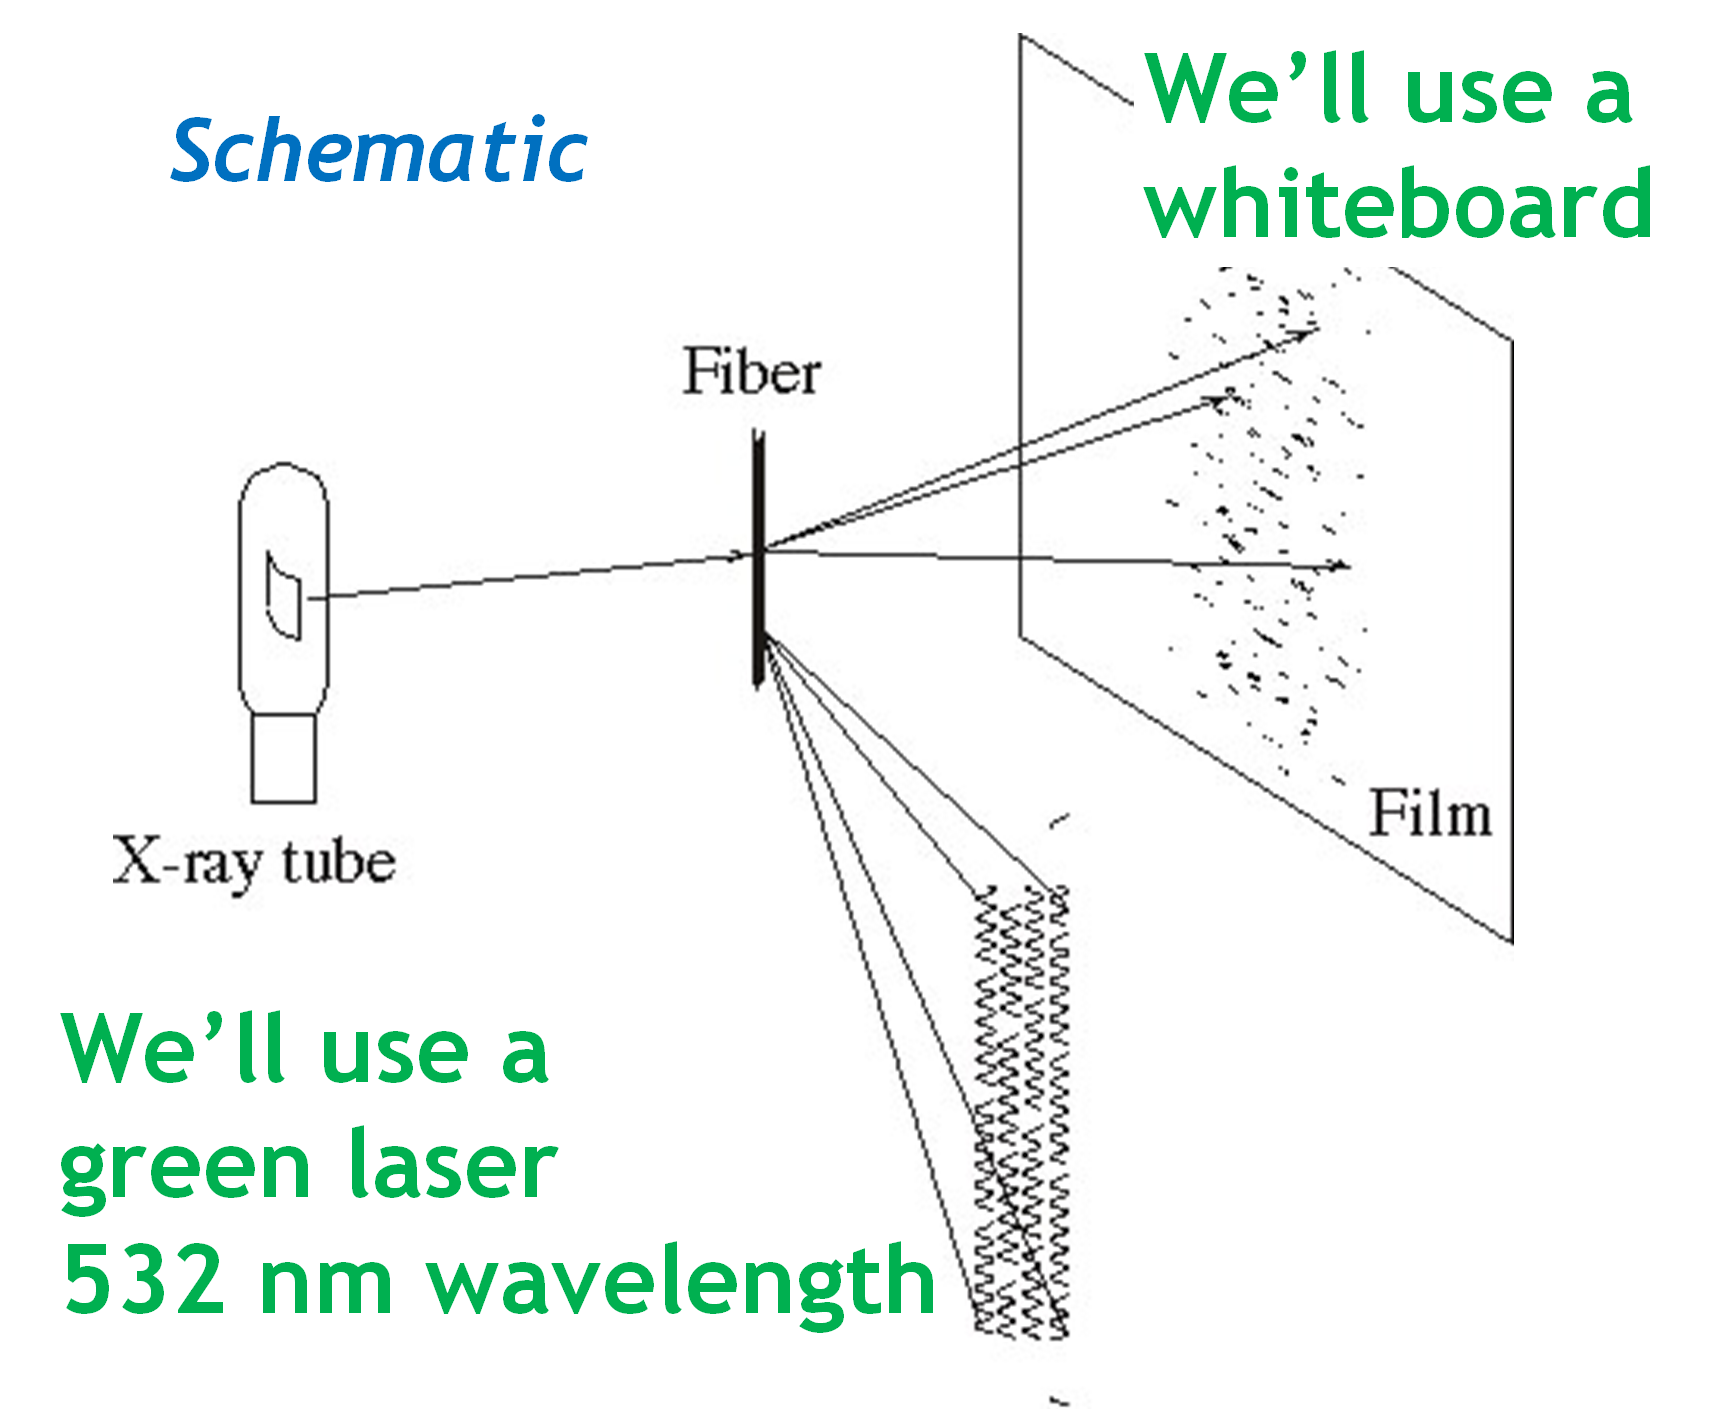 Schematic
We’ll use a
whiteboard
Fiber
Film
X-ray tube
We’ll use a
green laser
532 nm wavelength